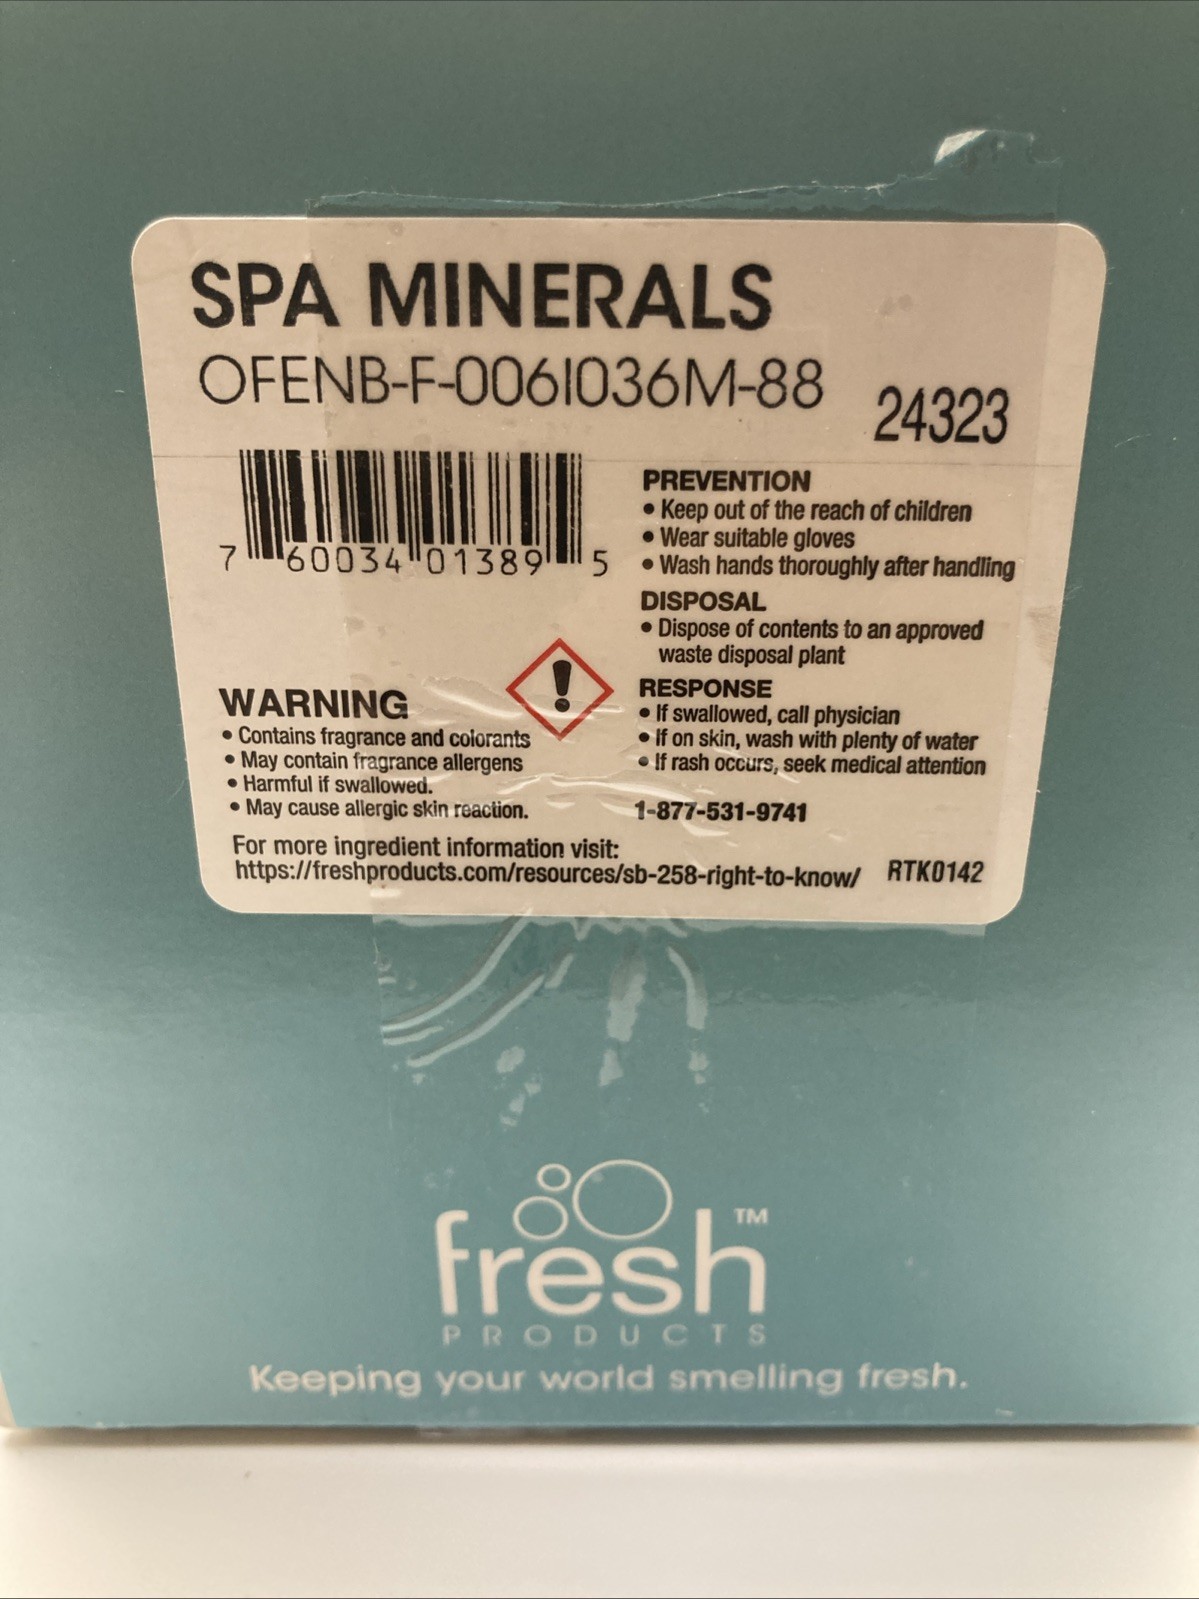 SPA MINERALS
OFENB-F-006I036M-88
24323
7 60034 01389 5
PREVENTION
• Keep out of the reach of children
• Wear suitable gloves
• Wash hands thoroughly after handling
DISPOSAL
• Dispose of contents to an approved
waste disposal plant
RESPONSE
• If swallowed, call physician
• If on skin, wash with plenty of water
• If rash occurs, seek medical attention
1-877-531-9741
WARNING
• Contains fragrance and colorants
• May contain fragrance allergens
• Harmful if swallowed.
• May cause allergic skin reaction.
For more ingredient information visit:
https://freshproducts.com/resources/sb-258-right-to-know/
RTK0142
fresh™
PRODUCTS
Keeping your world smelling fresh.